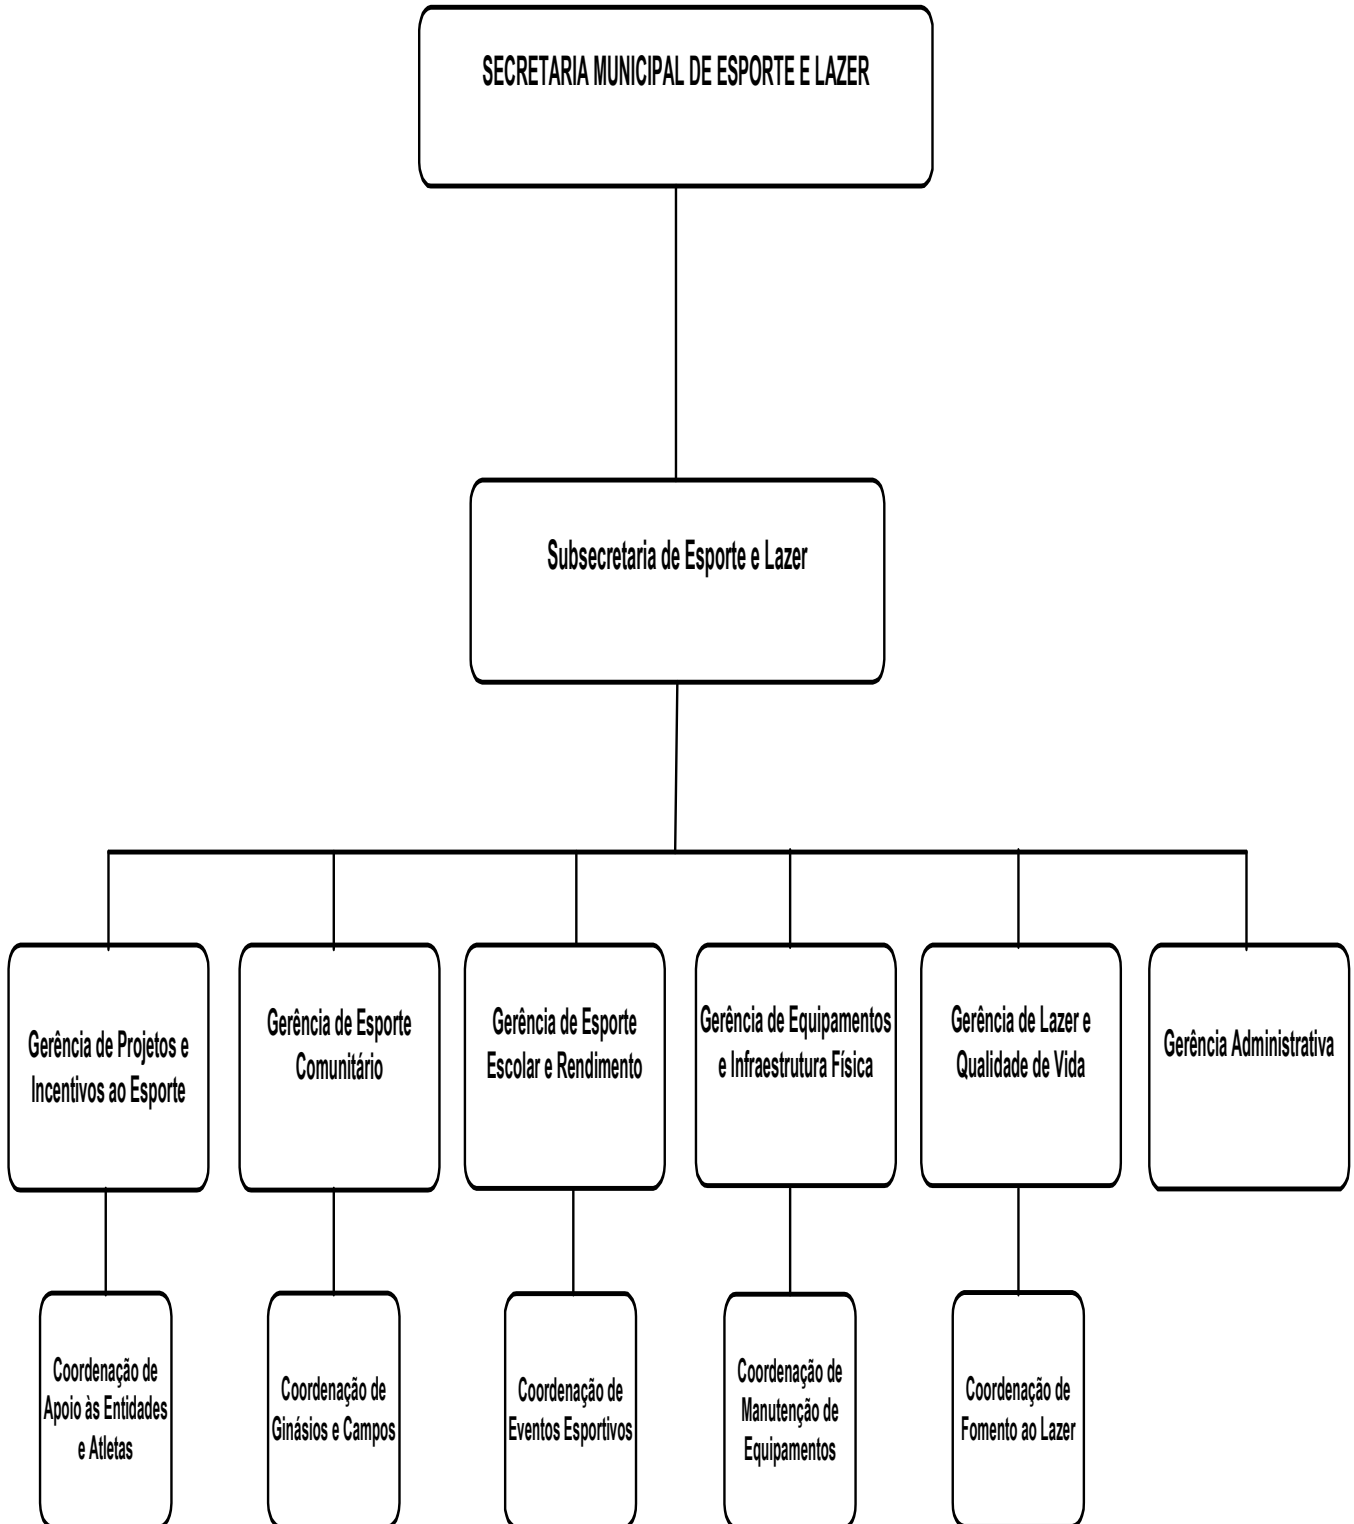 SECRETARIA MUNICIPAL DE ESPORTE E LAZER
Subsecretaria de Esporte e Lazer
Gerência de Projetos e
Incentivos ao Esporte
Gerência de Esporte
Comunitário
Gerência de Esporte
Escolar e Rendimento
Gerência de Equipamentos
e Infraestrutura Física
Gerência de Lazer e
Qualidade de Vida
Gerência Administrativa
Coordenação de
Apoio às Entidades
e Atletas
Coordenação de
Ginásios e Campos
Coordenação de
Eventos Esportivos
Coordenação de
Manutenção de
Equipamentos
Coordenação de
Fomento ao Lazer